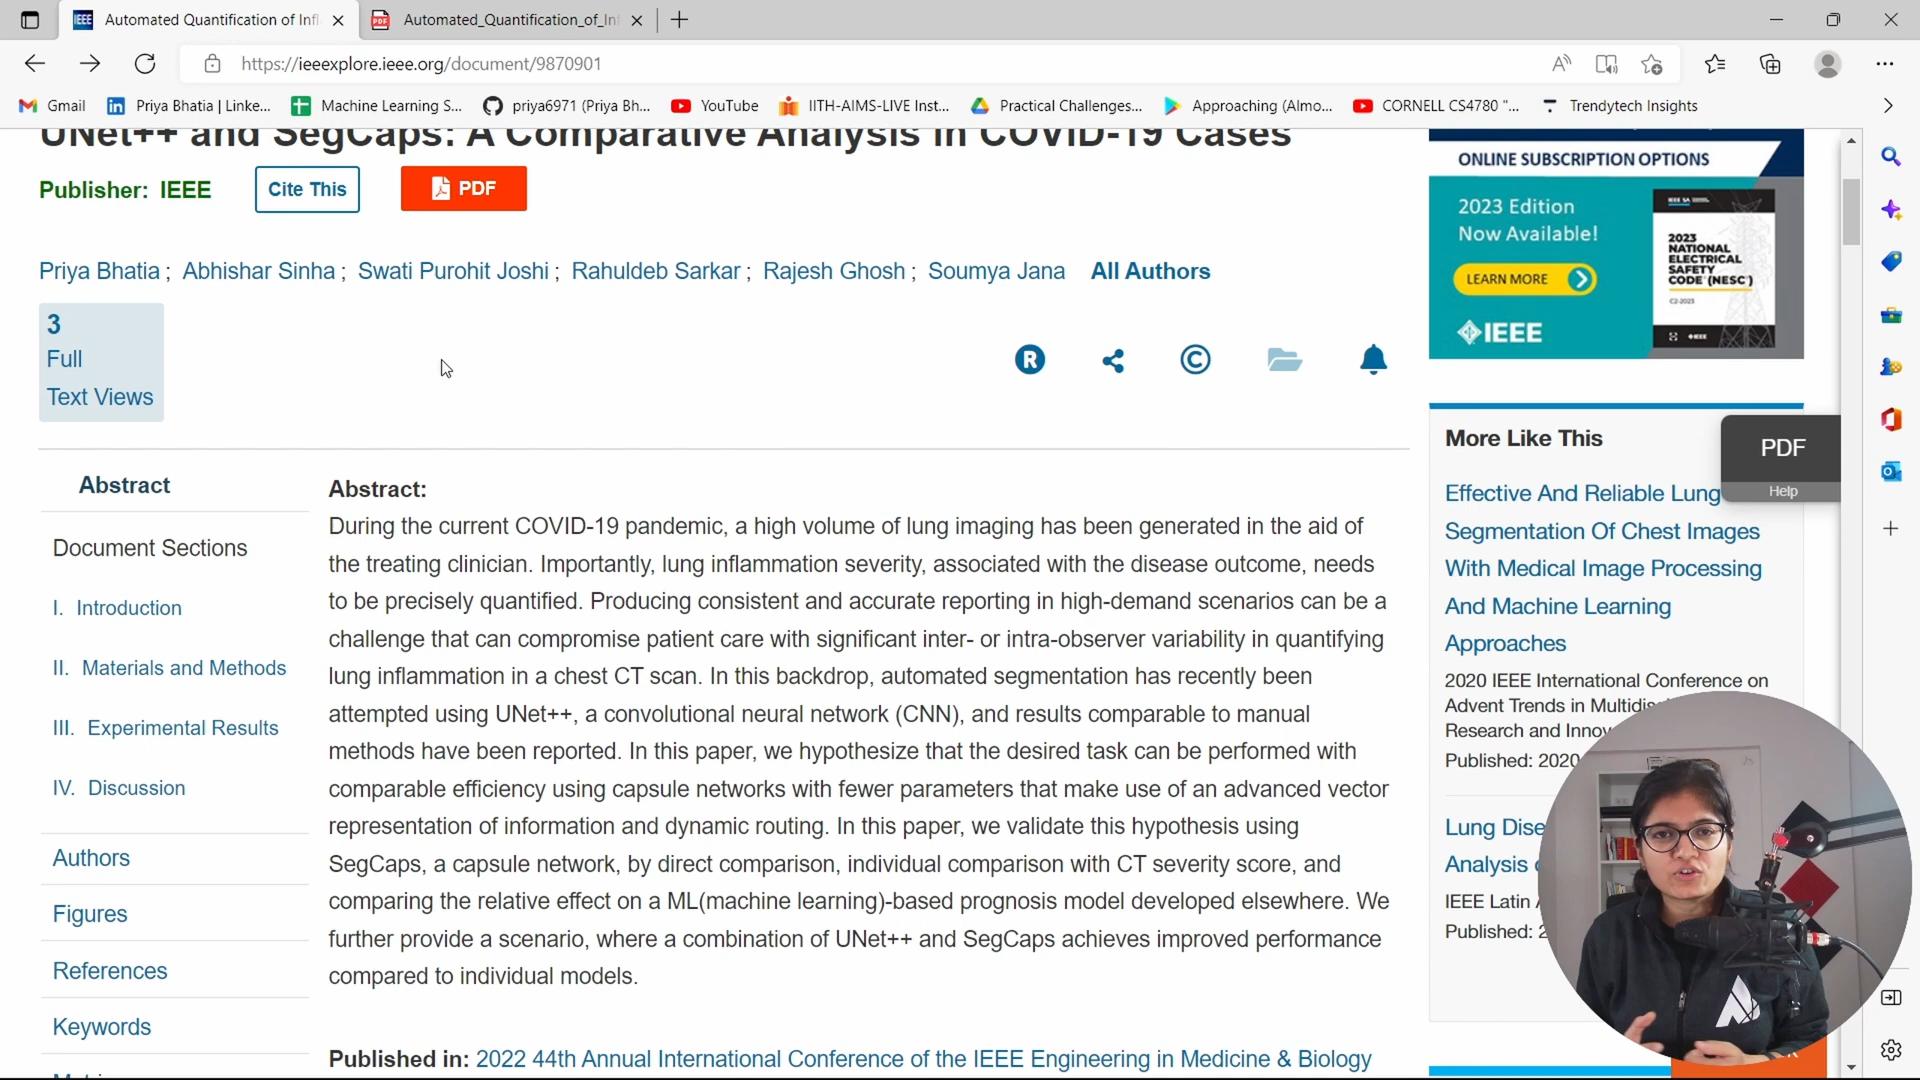 Automated Quantification of Inf
Automated_Quantification_of_In
https://ieeexplore.ieee.org/document/9870901
Gmail
Priya Bhatia | Linke...
Machine Learning S...
priya6971 (Priya Bh...
YouTube
IITH-AIMS-LIVE Inst...
Practical Challenges...
Approaching (Almo...
CORNELL CS4780 "...
Trendytech Insights
UNet++ and SegCaps: A Comparative Analysis in COVID-19 Cases
Publisher: IEEE
Cite This
PDF
Priya Bhatia ; Abhishar Sinha ; Swati Purohit Joshi ; Rahuldeb Sarkar ; Rajesh Ghosh ; Soumya Jana All Authors
3
Full
Text Views
R
©
Abstract
Document Sections
I. Introduction
II. Materials and Methods
III. Experimental Results
IV. Discussion
Authors
Figures
References
Keywords
Abstract:
During the current COVID-19 pandemic, a high volume of lung imaging has been generated in the aid of
the treating clinician. Importantly, lung inflammation severity, associated with the disease outcome, needs
to be precisely quantified. Producing consistent and accurate reporting in high-demand scenarios can be a
challenge that can compromise patient care with significant inter- or intra-observer variability in quantifying
lung inflammation in a chest CT scan. In this backdrop, automated segmentation has recently been
attempted using UNet++, a convolutional neural network (CNN), and results comparable to manual
methods have been reported. In this paper, we hypothesize that the desired task can be performed with
comparable efficiency using capsule networks with fewer parameters that make use of an advanced vector
representation of information and dynamic routing. In this paper, we validate this hypothesis using
SegCaps, a capsule network, by direct comparison, individual comparison with CT severity score, and
comparing the relative effect on a ML(machine learning)-based prognosis model developed elsewhere. We
further provide a scenario, where a combination of UNet++ and SegCaps achieves improved performance
compared to individual models.
Published in: 2022 44th Annual International Conference of the IEEE Engineering in Medicine & Biology
ONLINE SUBSCRIPTION OPTIONS
2023 Edition
Now Available!
LEARN MORE
IEEE
IEEE SA
2023
NATIONAL
ELECTRICAL
SAFETY
CODE (NESC)
C2-2023
More Like This
PDF
Help
Effective And Reliable Lung
Segmentation Of Chest Images
With Medical Image Processing
And Machine Learning
Approaches
2020 IEEE International Conference on
Advent Trends in Multidis
Research and Innov
Published: 2020
Lung Dise
Analysis
IEEE Latin
Published: 2